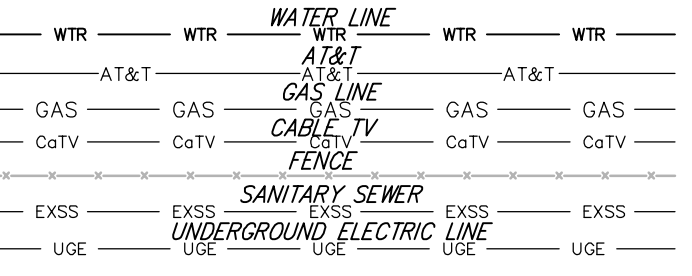 WATER LINE
WTR WTR WTR WTR WTR
AT&T
AT&T AT&T AT&T
GAS LINE
GAS GAS GAS GAS GAS
CABLE TV
CaTV CaTV CaTV CaTV CaTV
FENCE
SANITARY SEWER
EXSS EXSS EXSS EXSS EXSS
UNDERGROUND ELECTRIC LINE
UGE UGE UGE UGE UGE